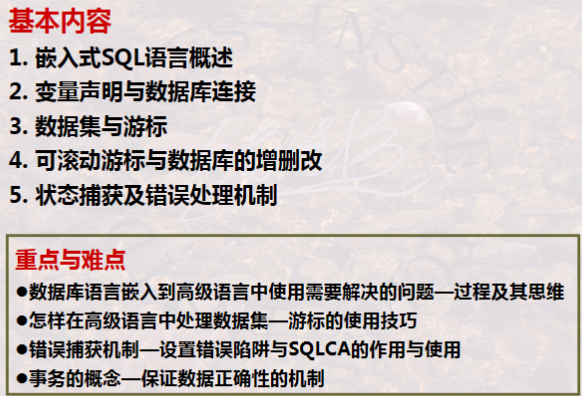 基本内容
1. 嵌入式SQL语言概述
2. 变量声明与数据库连接
3. 数据集与游标
4. 可滚动游标与数据库的增删改
5. 状态捕获及错误处理机制
重点与难点
●数据库语言嵌入到高级语言中使用需要解决的问题—过程及其思维
●怎样在高级语言中处理数据集—游标的使用技巧
●错误捕获机制—设置错误陷阱与SQLCA的作用与使用
●事务的概念—保证数据正确性的机制